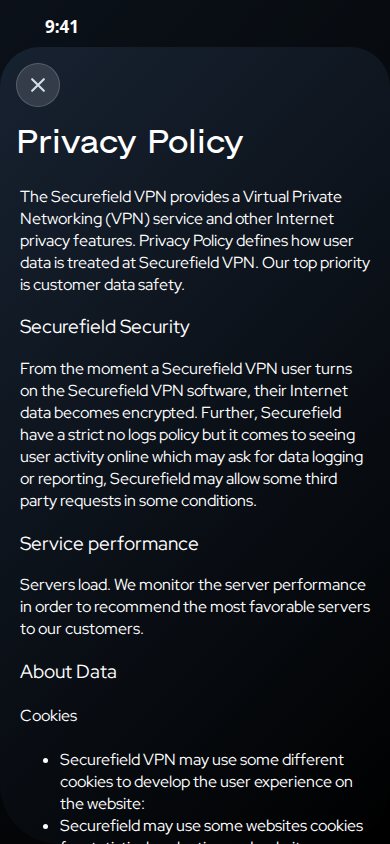 9:41
Privacy Policy
The Securefield VPN provides a Virtual Private
Networking (VPN) service and other Internet
privacy features. Privacy Policy defines how user
data is treated at Securefield VPN. Our top priority
is customer data safety.
Securefield Security
From the moment a Securefield VPN user turns
on the Securefield VPN software, their Internet
data becomes encrypted. Further, Securefield
have a strict no logs policy but it comes to seeing
user activity online which may ask for data logging
or reporting, Securefield may allow some third
party requests in some conditions.
Service performance
Servers load. We monitor the server performance
in order to recommend the most favorable servers
to our customers.
About Data
Cookies
• Securefield VPN may use some different
cookies to develop the user experience on
the website:
• Securefield may use some websites cookies